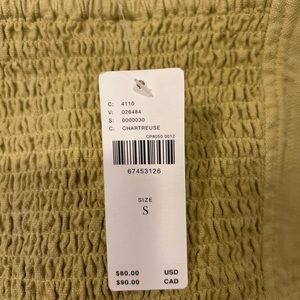 C: 4110
V: 026484
S: 0000030
C: CHARTREUSE
CP8050 0012
67453126
SIZE
S
$80.00 USD
$90.00 CAD